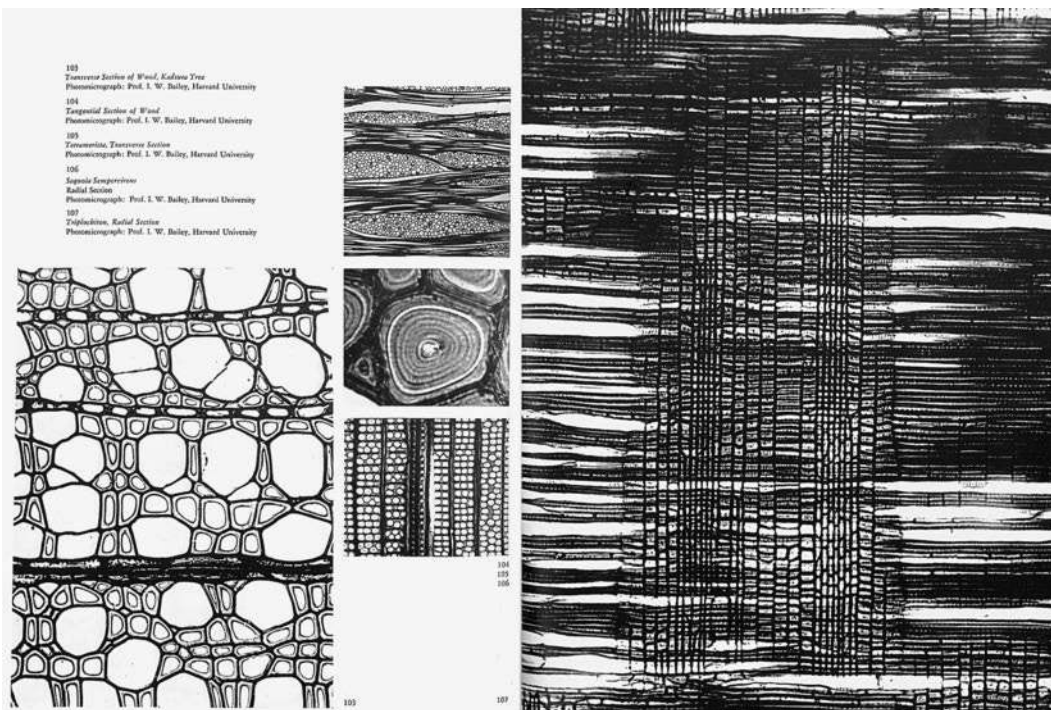 103
Transverse Section of Wood, Kadsura Tree
Photomicrograph: Prof. I. W. Bailey, Harvard University
104
Tangential Section of Wood
Photomicrograph: Prof. I. W. Bailey, Harvard University
105
Transverse Section
Photomicrograph: Prof. I. W. Bailey, Harvard University
106
Sequoia Sempervirens
Radial Section
Photomicrograph: Prof. I. W. Bailey, Harvard University
107
Radial Section
Photomicrograph: Prof. I. W. Bailey, Harvard University
104
105
106
103
107